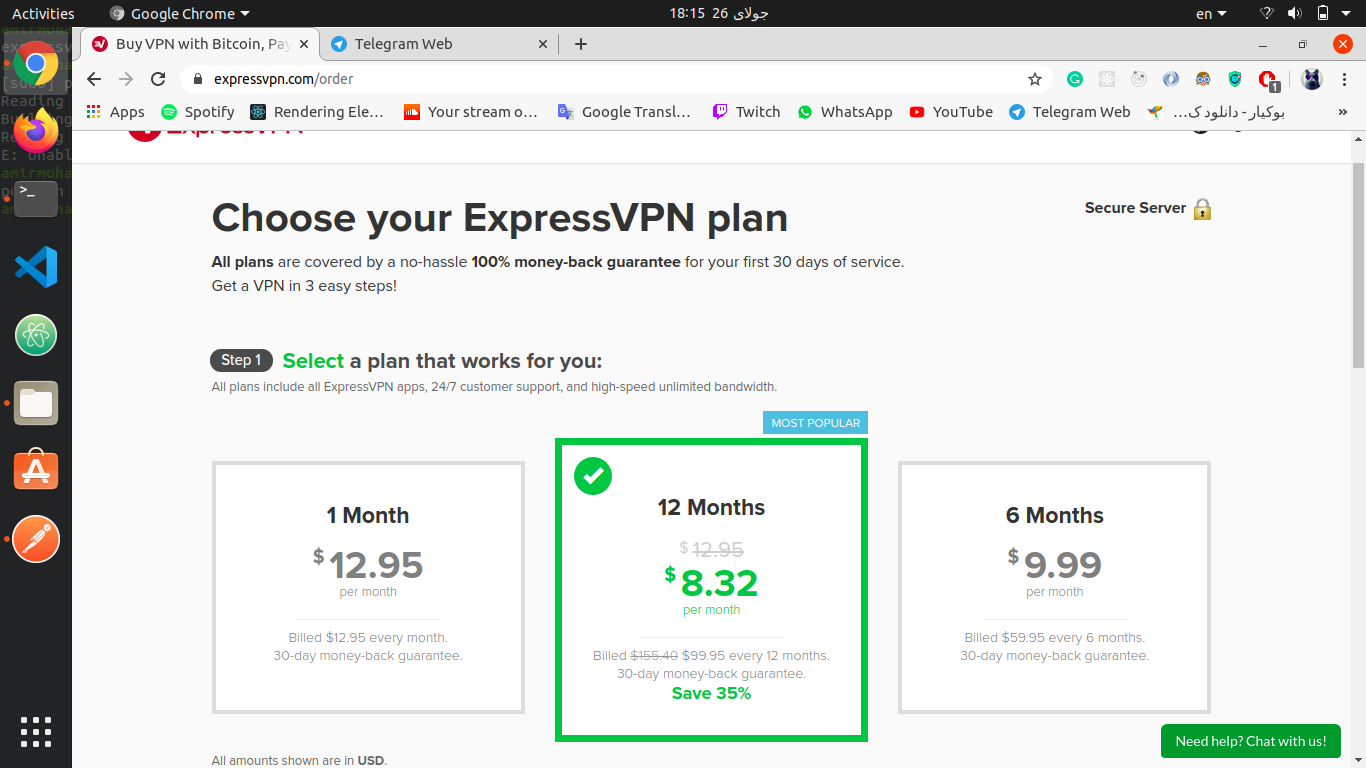 Activities
Google Chrome
جولای 26  18:15
en
Buy VPN with Bitcoin, Pa
Telegram Web
expressvpn.com/order
1
Apps
Spotify
Rendering Ele…
Your stream o…
Google Transl…
Twitch
WhatsApp
YouTube
Telegram Web
بوکیار - دانلود ک…
»
ExpressVPN
Choose your ExpressVPN plan
Secure Server
All plans are covered by a no-hassle 100% money-back guarantee for your first 30 days of service.
Get a VPN in 3 easy steps!
Step 1
Select a plan that works for you:
All plans include all ExpressVPN apps, 24/7 customer support, and high-speed unlimited bandwidth.
MOST POPULAR
1 Month
$ 12.95
per month
Billed $12.95 every month.
30-day money-back guarantee.
12 Months
$ 12.95
$ 8.32
per month
Billed $155.40 $99.95 every 12 months.
30-day money-back guarantee.
Save 35%
6 Months
$ 9.99
per month
Billed $59.95 every 6 months.
30-day money-back guarantee.
Need help? Chat with us!
All amounts shown are in USD.